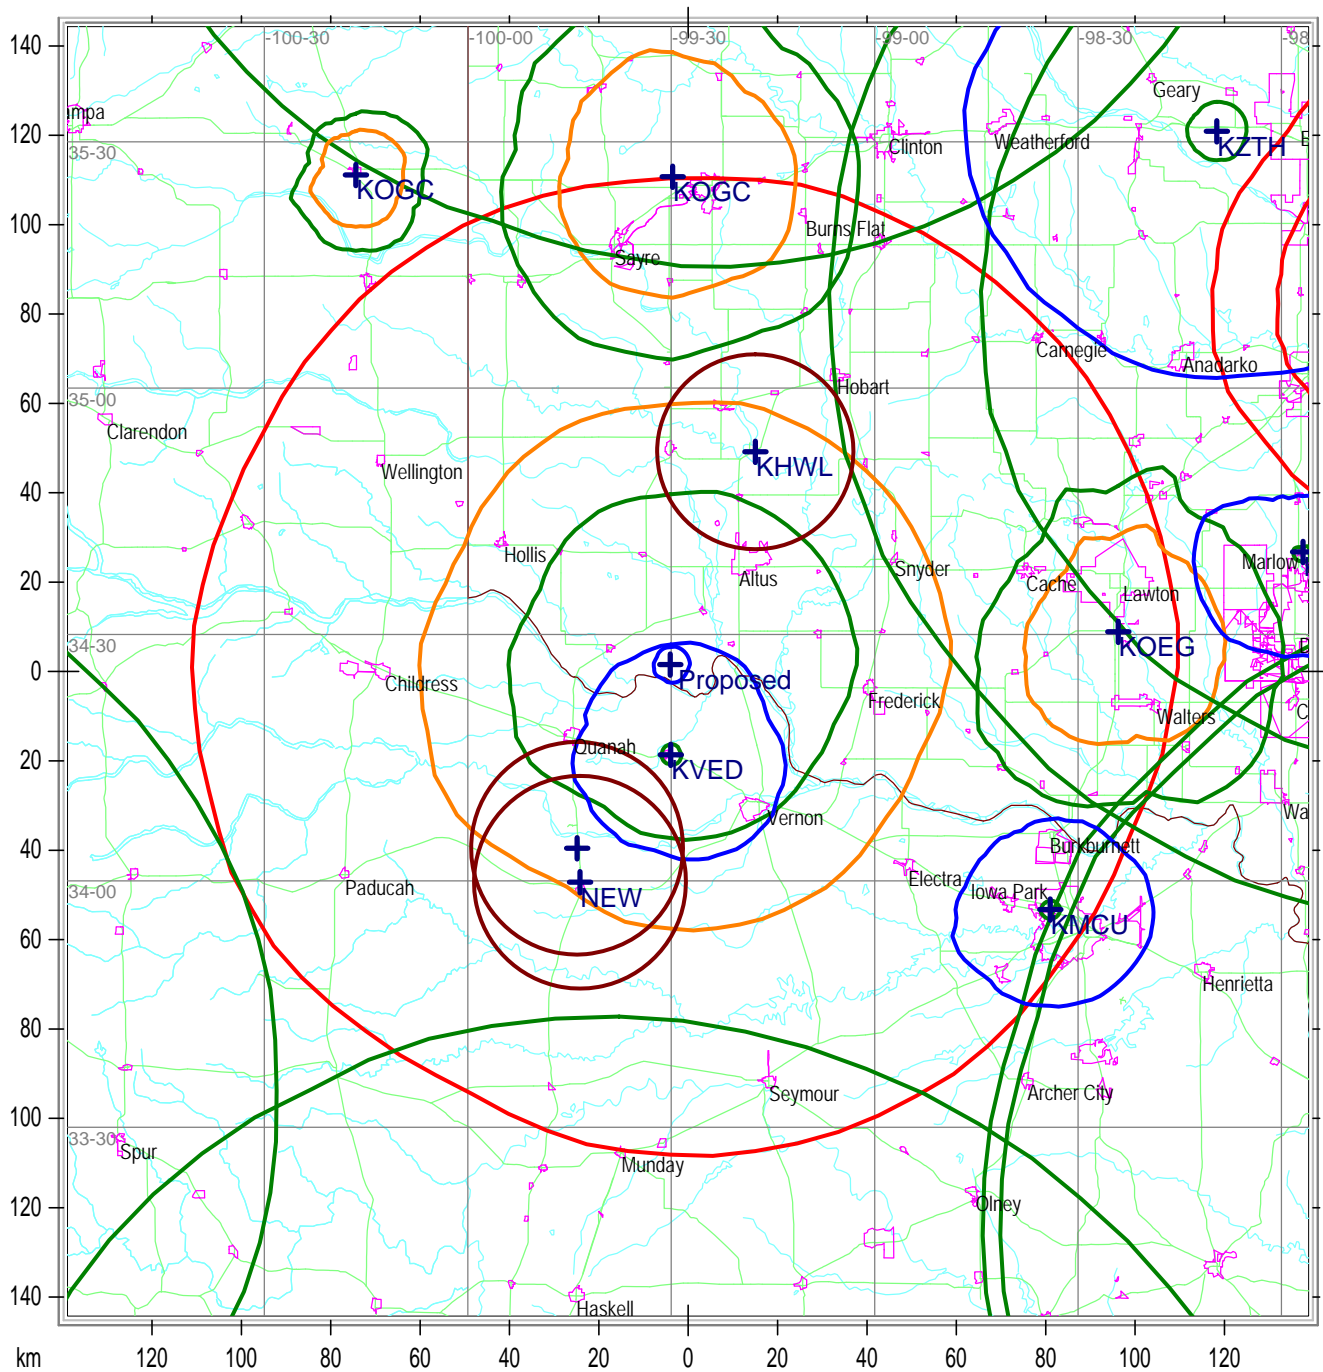 140
-100-30
-100-00
-99-30
-99-00
-98-30
-98
Geary
impa
120
KZTH
Clinton
Weatherford
E
35-30
KOGC
KOGC
100
Burns Flat
Sayre
80
Carnegie
Anadarko
Hobart
35-00
60
Clarendon
Wellington
KHWL
40
Hollis
Altus
Snyder
Marlow
Cache
Lawton
20
34-30
KOEG
0
Childress
Proposed
Frederick
Walters
C
Quanah
20
KVED
Vernon
Wa
40
Burkburnett
Electra
34-00
Paducah
NEW
Iowa Park
KMCU
60
Henrietta
80
Seymour
Archer City
100
33-30
Spur
Munday
Olney
120
140
Haskell
km
120
100
80
60
40
20
0
20
40
60
80
100
120